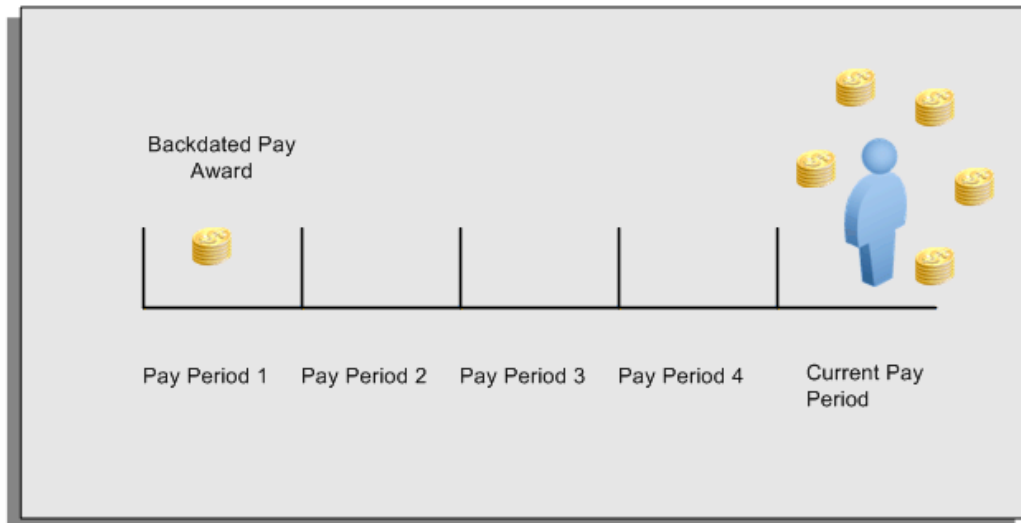 Backdated Pay
Award
Pay Period 1
Pay Period 2
Pay Period 3
Pay Period 4
Current Pay
Period